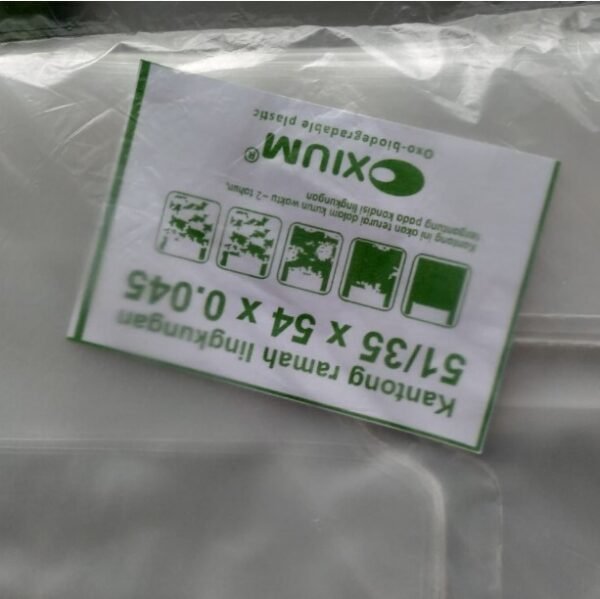 Kantong ramah lingkungan
51/35 x 54 x 0.045
Kantong ini akan terurai dalam kurun waktu ~ 2 tahun,
tergantung pada kondisi lingkungan
OXIUM®
Oxo-biodegradable plastic